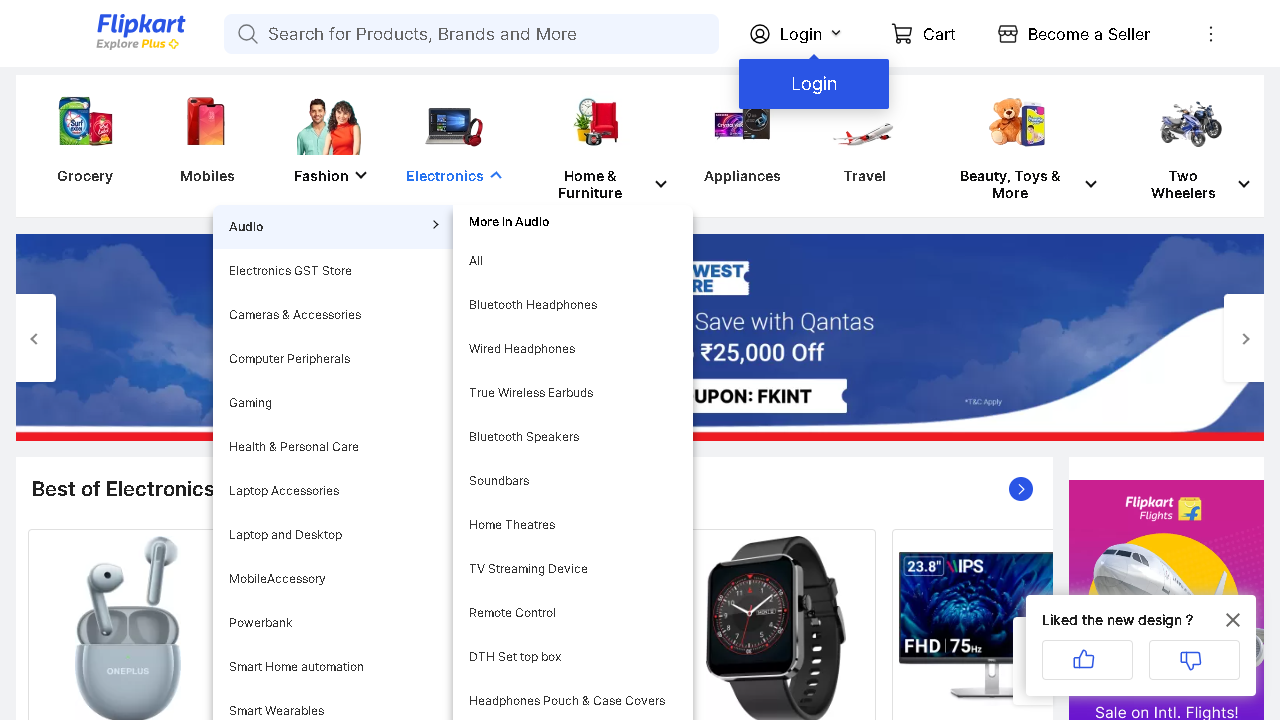 Flipkart
Explore Plus
Search for Products, Brands and More
Login
Cart
Become a Seller
Login
Grocery
Mobiles
Fashion
Electronics
Home &
Furniture
Appliances
Travel
Beauty, Toys &
More
Two
Wheelers
Audio
Electronics GST Store
Cameras & Accessories
Computer Peripherals
Gaming
Health & Personal Care
Laptop Accessories
Laptop and Desktop
Mobile Accessory
Powerbank
Smart Home automation
Smart Wearables
More In Audio
All
Bluetooth Headphones
Wired Headphones
True Wireless Earbuds
Bluetooth Speakers
Soundbars
Home Theatres
TV Streaming Device
Remote Control
DTH Set top box
Headphones Pouch & Case Covers
Save with Qantas
₹25,000 Off
UPON: FKINT
*T&C Apply
Best of Electronics
ONEPLUS
23.8" IPS
FHD 75Hz
Flipkart
Flights
Liked the new design ?
Sale on Intl. Flights!